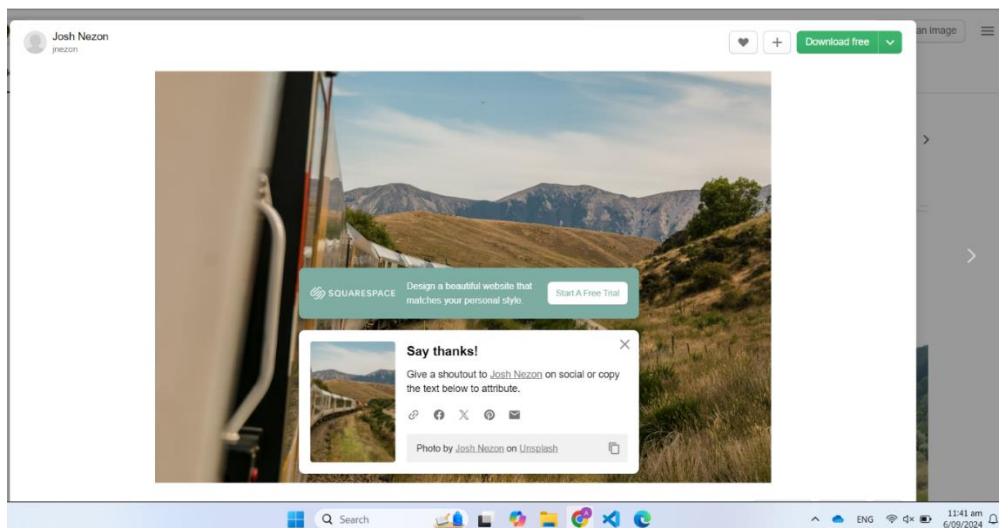 Josh Nezon
jnezon
Download free
an image
SQUARESPACE
Design a beautiful website that
matches your personal style.
Start A Free Trial
Say thanks!
Give a shoutout to Josh Nezon on social or copy
the text below to attribute.
Photo by Josh Nezon on Unsplash
Search
ENG
11:41 am
6/09/2024